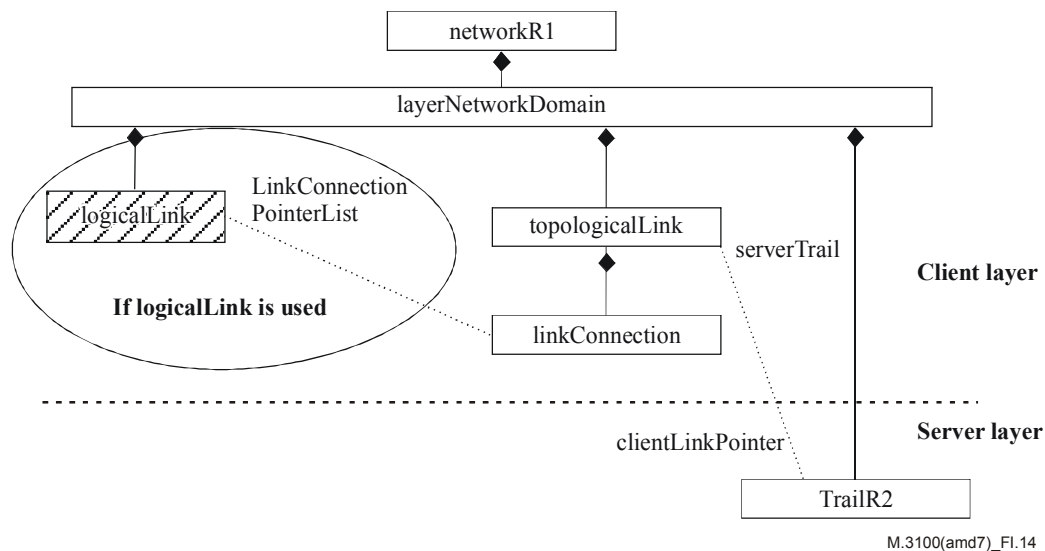 networkR1
layerNetworkDomain
logicalLink
LinkConnection
PointerList
topologicalLink
serverTrail
Client layer
If logicalLink is used
linkConnection
Server layer
clientLinkPointer
TrailR2
M.3100(amd7)_FI.14